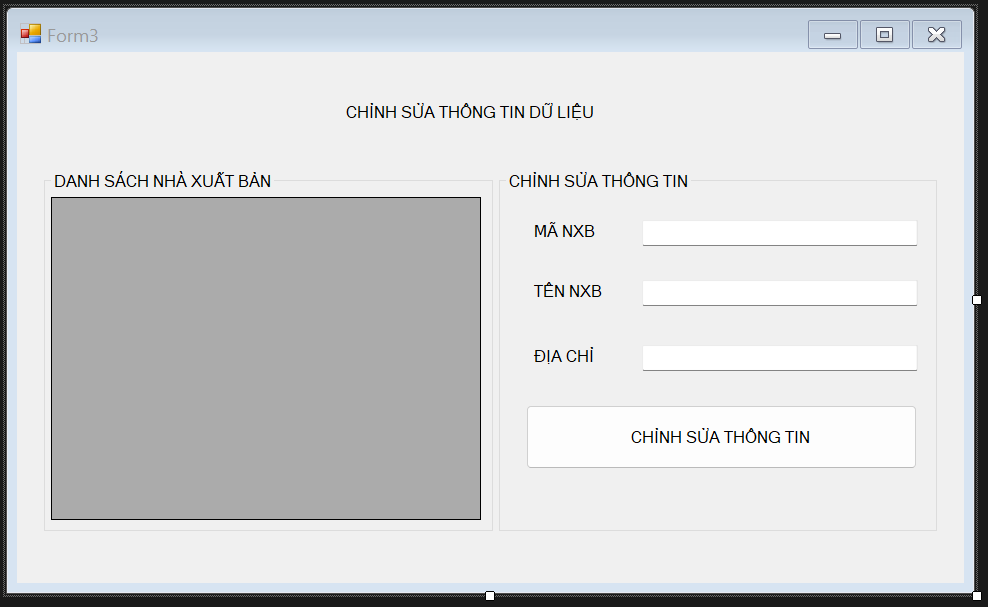 Form3
CHỈNH SỬA THÔNG TIN DỮ LIỆU
DANH SÁCH NHÀ XUẤT BẢN
CHỈNH SỬA THÔNG TIN
MÃ NXB
TÊN NXB
ĐỊA CHỈ
CHỈNH SỬA THÔNG TIN